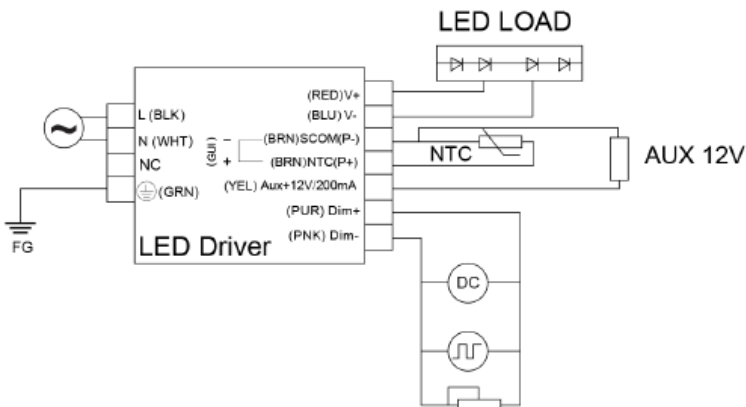 LED LOAD
(RED)V+
L (BLK)
(BLU) V-
N (WHT)
(GUI)
−
(BRN)SCOM(P-)
NC
+
(BRN)NTC(P+)
NTC
AUX 12V
(GRN)
(YEL) Aux+12V/200mA
(PUR) Dim+
FG
LED Driver
(PNK) Dim-
DC